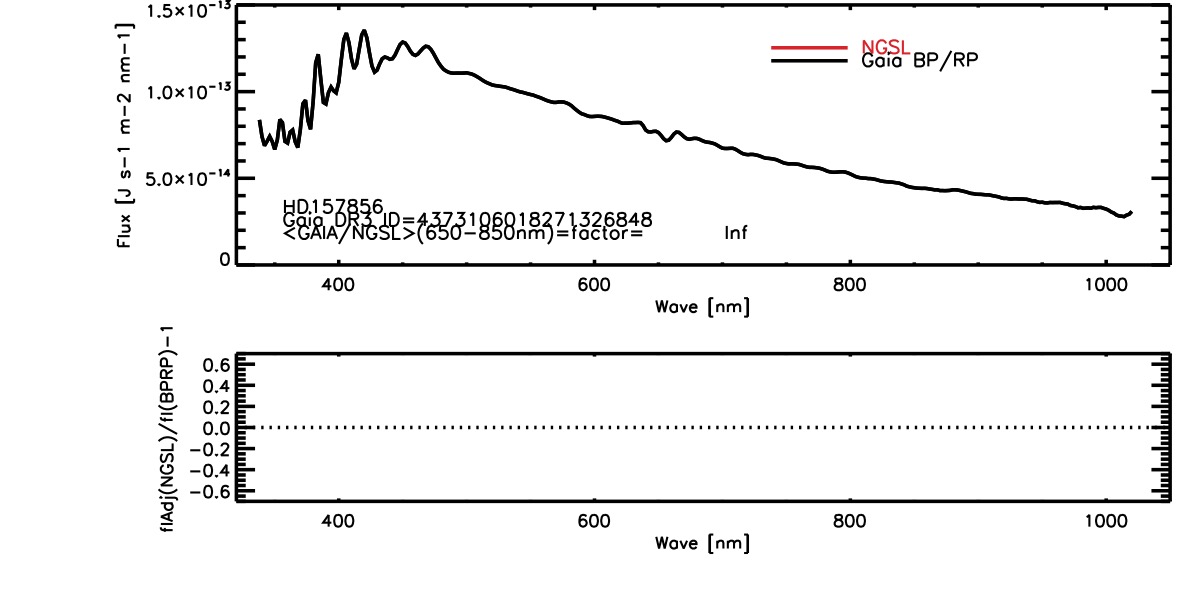 1.5×10−13
1.0×10−13
5.0×10−14
0
Flux [J s−1 m−2 nm−1]
NGSL
Gaia BP/RP
HD157856
Gaia DR3 ID=4373106018271326848
<GAIA/NGSL>(650−850nm)=factor= Inf
400 600 800 1000
Wave [nm]
flAdj(NGSL)/fl(BPRP)−1
0.6
0.4
0.2
0.0
−0.2
−0.4
−0.6
400 600 800 1000
Wave [nm]